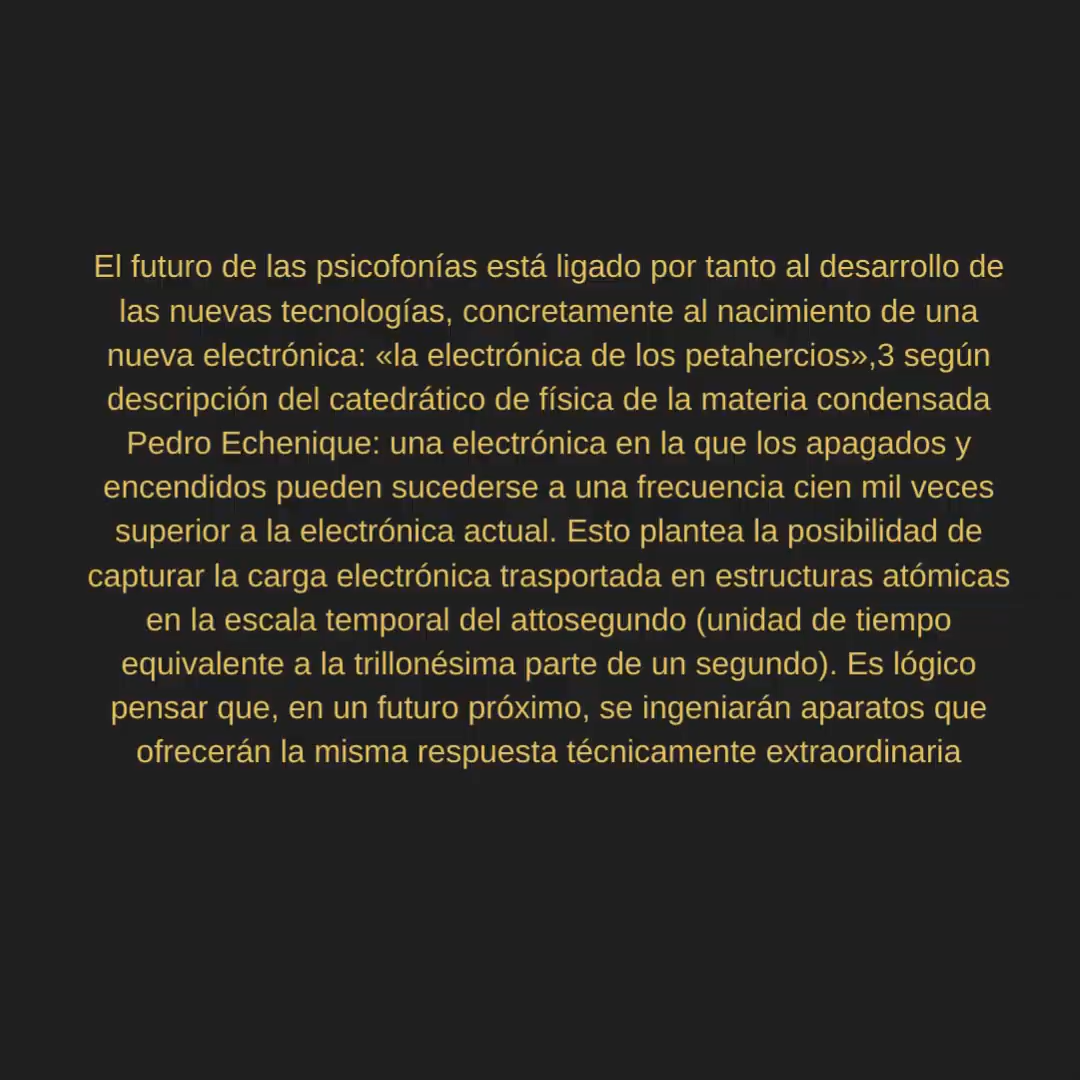 El futuro de las psicofonías está ligado por tanto al desarrollo de
las nuevas tecnologías, concretamente al nacimiento de una
nueva electrónica: «la electrónica de los petahercios»,3 según
descripción del catedrático de física de la materia condensada
Pedro Echenique: una electrónica en la que los apagados y
encendidos pueden sucederse a una frecuencia cien mil veces
superior a la electrónica actual. Esto plantea la posibilidad de
capturar la carga electrónica trasportada en estructuras atómicas
en la escala temporal del attosegundo (unidad de tiempo
equivalente a la trillonésima parte de un segundo). Es lógico
pensar que, en un futuro próximo, se ingeniarán aparatos que
ofrecerán la misma respuesta técnicamente extraordinaria